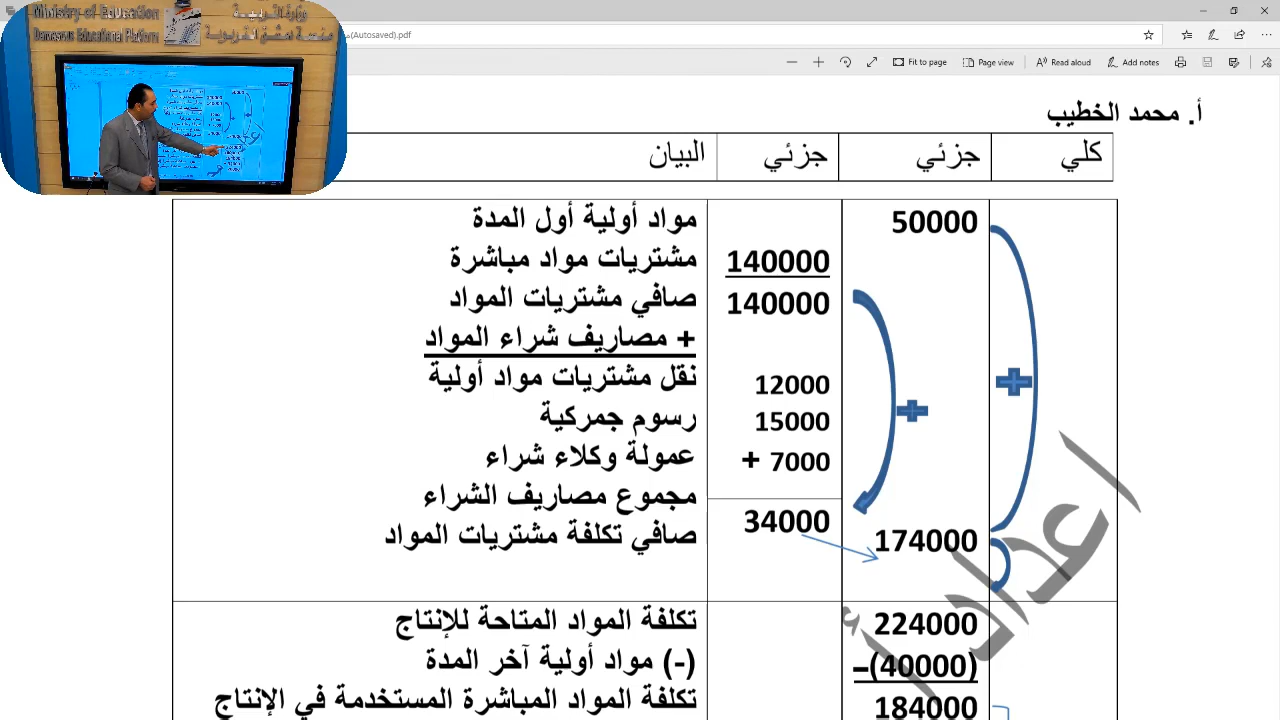 Ministry of Education
Damascus Educational Platform
وزارة التربية
منصة دمشق التربوية
(Autosaved).pdf
Fit to page
Page view
Read aloud
Add notes
أ. محمد الخطيب
البيان جزئي جزئي كلي
مواد أولية أول المدة 50000
مشتريات مواد مباشرة 140000
صافي مشتريات المواد 140000
+ مصاريف شراء المواد
نقل مشتريات مواد أولية 12000
رسوم جمركية 15000
عمولة وكلاء شراء 7000 +
مجموع مصاريف الشراء 34000
صافي تكلفة مشتريات المواد 174000
تكلفة المواد المتاحة للإنتاج 224000
(-) مواد أولية آخر المدة (40000)–
تكلفة المواد المباشرة المستخدمة في الإنتاج 184000
اعداد أ